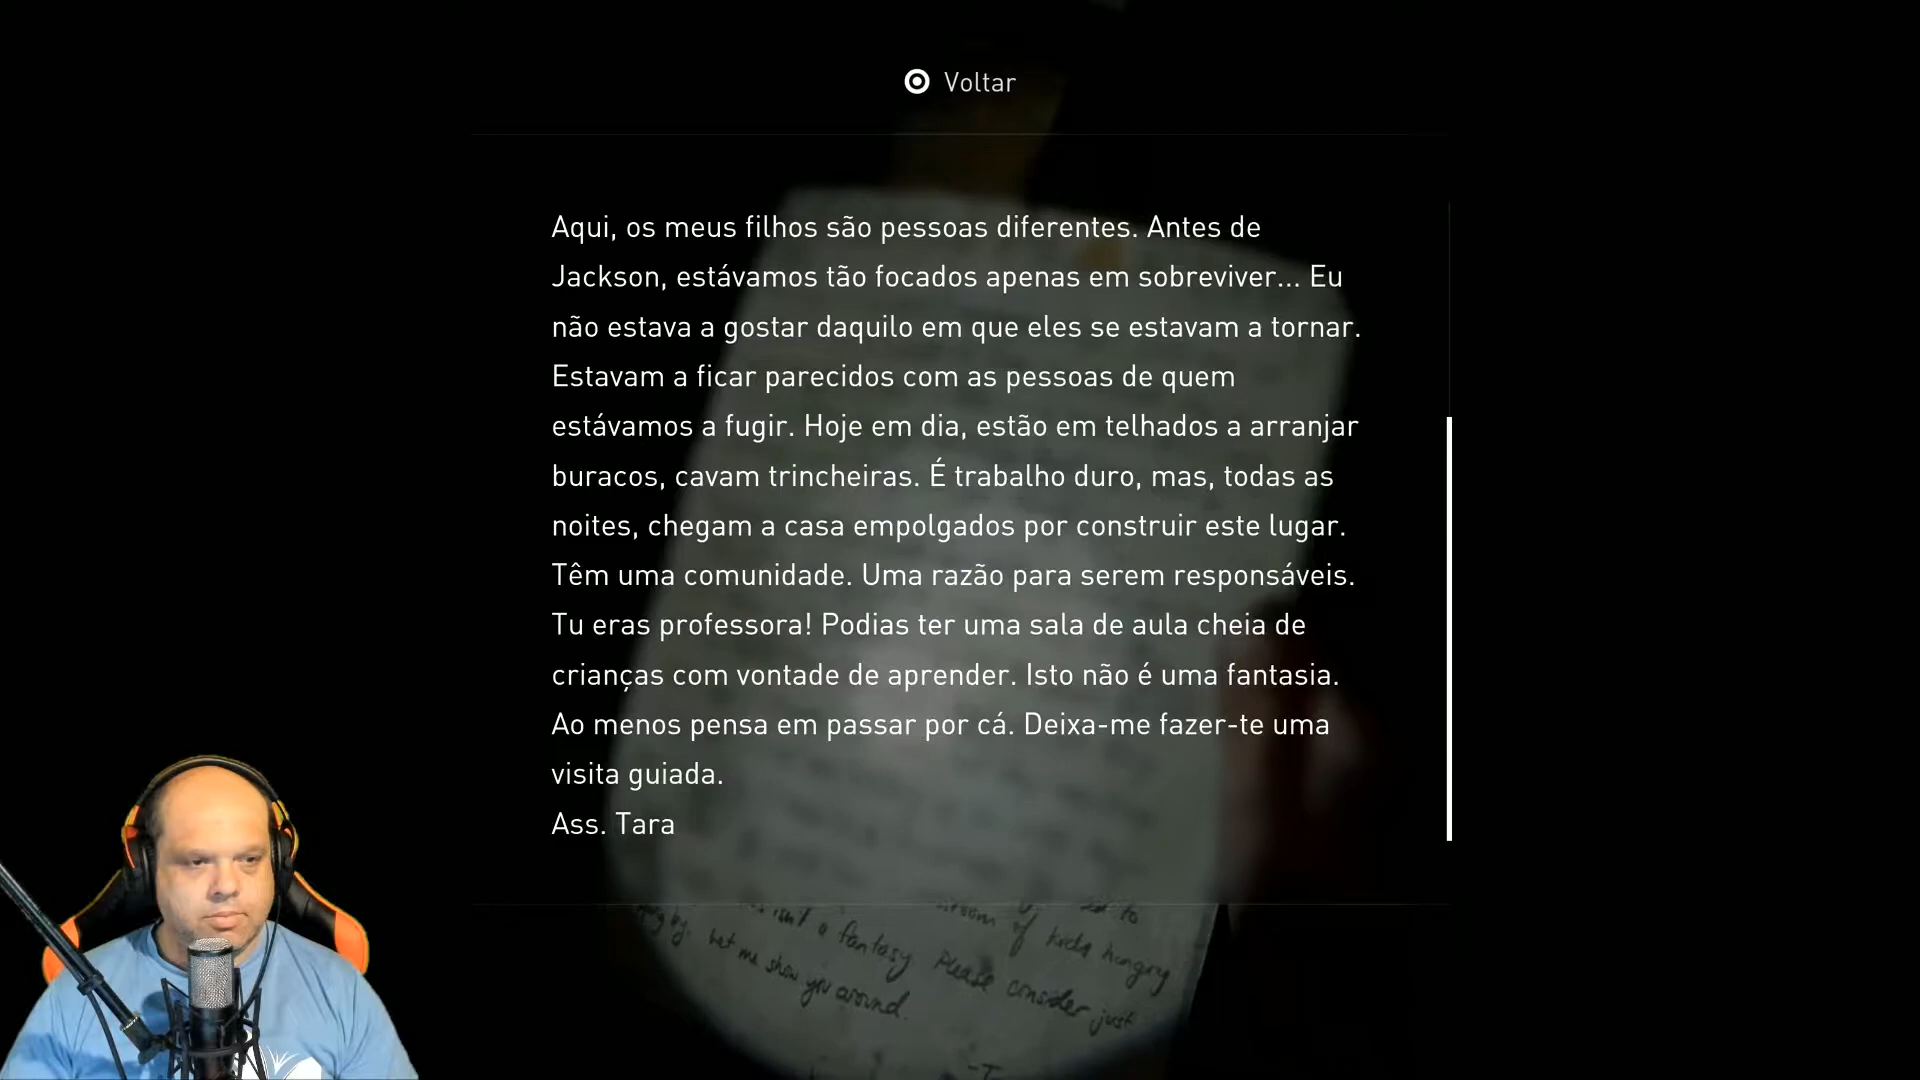 Voltar
Aqui, os meus filhos são pessoas diferentes. Antes de
Jackson, estávamos tão focados apenas em sobreviver... Eu
não estava a gostar daquilo em que eles se estavam a tornar.
Estavam a ficar parecidos com as pessoas de quem
estávamos a fugir. Hoje em dia, estão em telhados a arranjar
buracos, cavam trincheiras. É trabalho duro, mas, todas as
noites, chegam a casa empolgados por construir este lugar.
Têm uma comunidade. Uma razão para serem responsáveis.
Tu eras professora! Podias ter uma sala de aula cheia de
crianças com vontade de aprender. Isto não é uma fantasia.
Ao menos pensa em passar por cá. Deixa-me fazer-te uma
visita guiada.
Ass. Tara
of kids hungry
isn't a fantasy Please consider just
by. Let me show you around.
-T